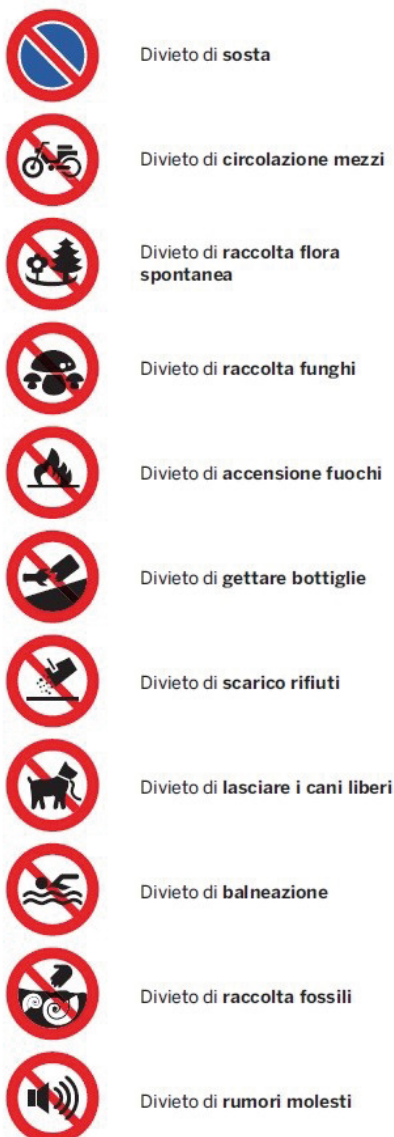 Divieto di sosta
Divieto di circolazione mezzi
Divieto di raccolta flora
spontanea
Divieto di raccolta funghi
Divieto di accensione fuochi
Divieto di gettare bottiglie
Divieto di scarico rifiuti
Divieto di lasciare i cani liberi
Divieto di balneazione
Divieto di raccolta fossili
Divieto di rumori molesti